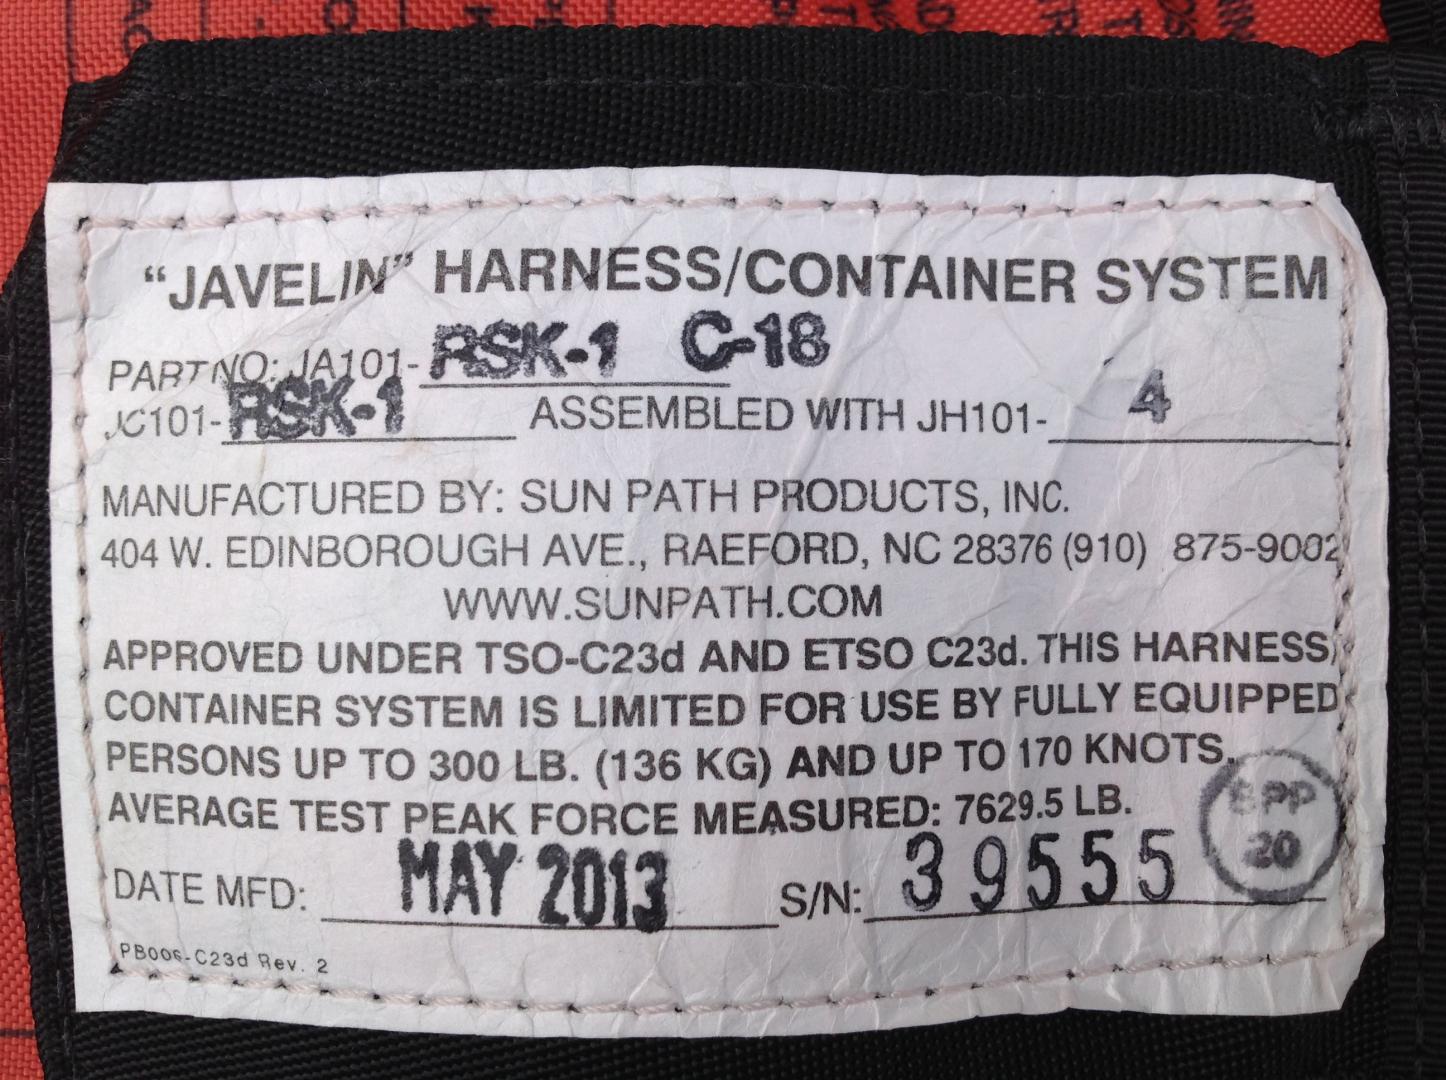 “JAVELIN” HARNESS/CONTAINER SYSTEM
PART NO: JA101- RSK-1 C-18
JC101- RSK-1 ASSEMBLED WITH JH101- 4
MANUFACTURED BY: SUN PATH PRODUCTS, INC.
404 W. EDINBOROUGH AVE., RAEFORD, NC 28376 (910) 875-9002
WWW.SUNPATH.COM
APPROVED UNDER TSO-C23d AND ETSO C23d. THIS HARNESS/
CONTAINER SYSTEM IS LIMITED FOR USE BY FULLY EQUIPPED
PERSONS UP TO 300 LB. (136 KG) AND UP TO 170 KNOTS.
AVERAGE TEST PEAK FORCE MEASURED: 7629.5 LB.
SPP
20
DATE MFD: MAY 2013 S/N: 39555
PB006-C23d Rev. 2